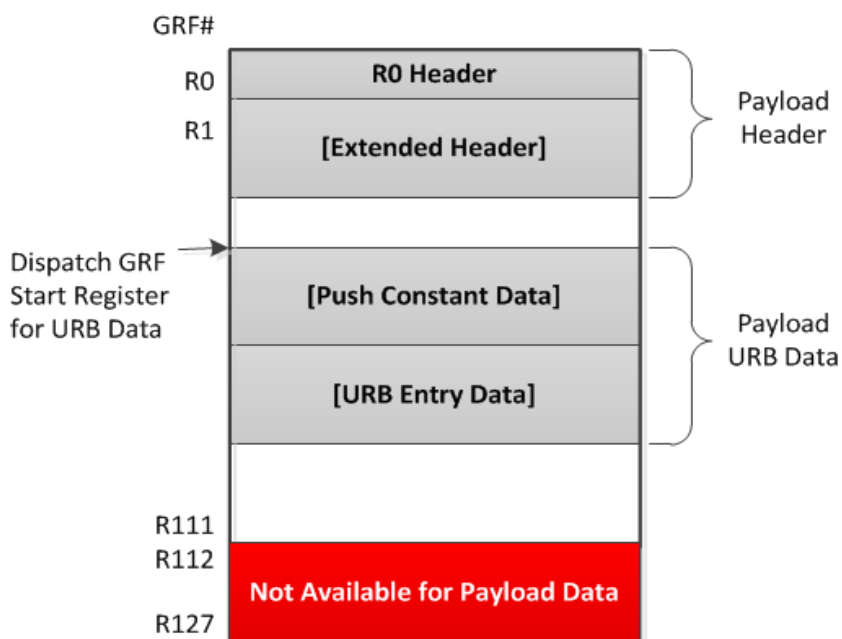 GRF#
R0
R0 Header
R1
[Extended Header]
Payload
Header
Dispatch GRF
Start Register
for URB Data
[Push Constant Data]
[URB Entry Data]
Payload
URB Data
R111
R112
Not Available for Payload Data
R127